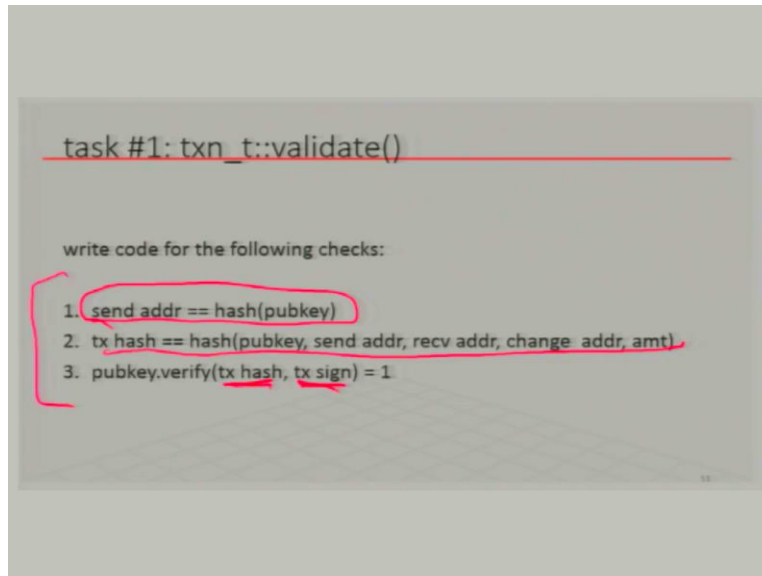 task #1: txn_t::validate()
write code for the following checks:
1. send addr == hash(pubkey)
2. tx hash == hash(pubkey, send addr, recv addr, change addr, amt)
3. pubkey.verify(tx hash, tx sign) = 1